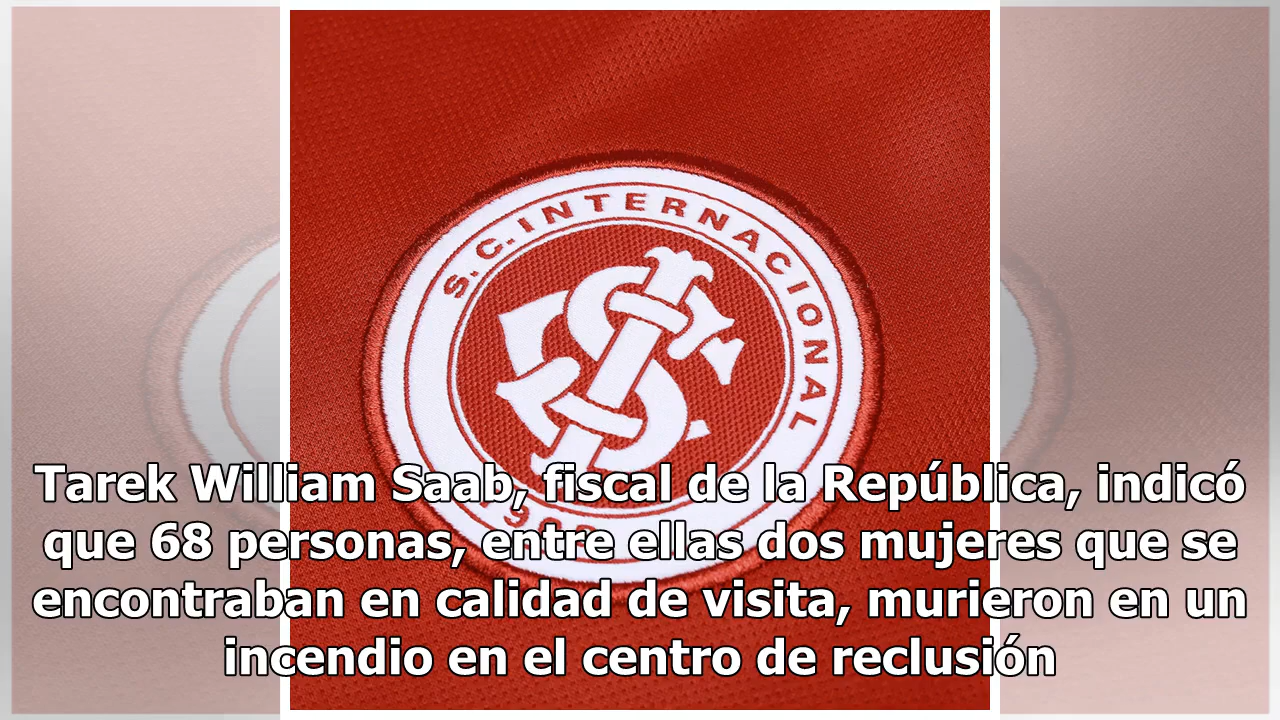 S.C. INTERNACIONAL
Tarek William Saab, fiscal de la República, indicó
que 68 personas, entre ellas dos mujeres que se
encontraban en calidad de visita, murieron en un
incendio en el centro de reclusión